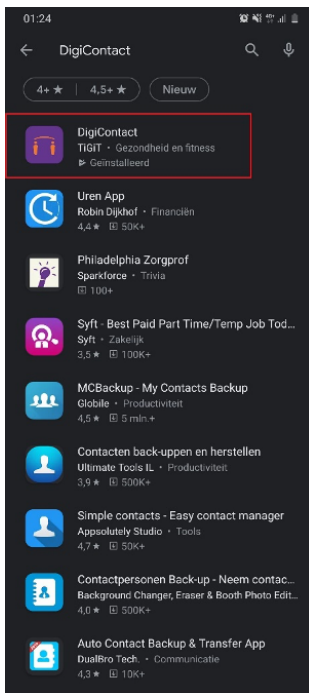 01:24
DigiContact
4+ ★ | 4,5+ ★ Nieuw
DigiContact
TiGiT • Gezondheid en fitness
Geïnstalleerd
Uren App
Robin Dijkhof • Financiën
4,4 ★ 50K+
Philadelphia Zorgprof
Sparkforce • Trivia
100+
Syft - Best Paid Part Time/Temp Job Tod...
Syft • Zakelijk
3,5 ★ 100K+
MCBackup - My Contacts Backup
Globile • Productiviteit
4,5 ★ 5 mln.+
Contacten back-uppen en herstellen
Ultimate Tools IL • Productiviteit
3,9 ★ 500K+
Simple contacts - Easy contact manager
Appsolutely Studio • Tools
4,7 ★ 50K+
Contactpersonen Back-up - Neem contac...
Background Changer, Eraser & Booth Photo Edit...
4,0 ★ 500K+
Auto Contact Backup & Transfer App
DualBro Tech. • Communicatie
4,3 ★ 10K+